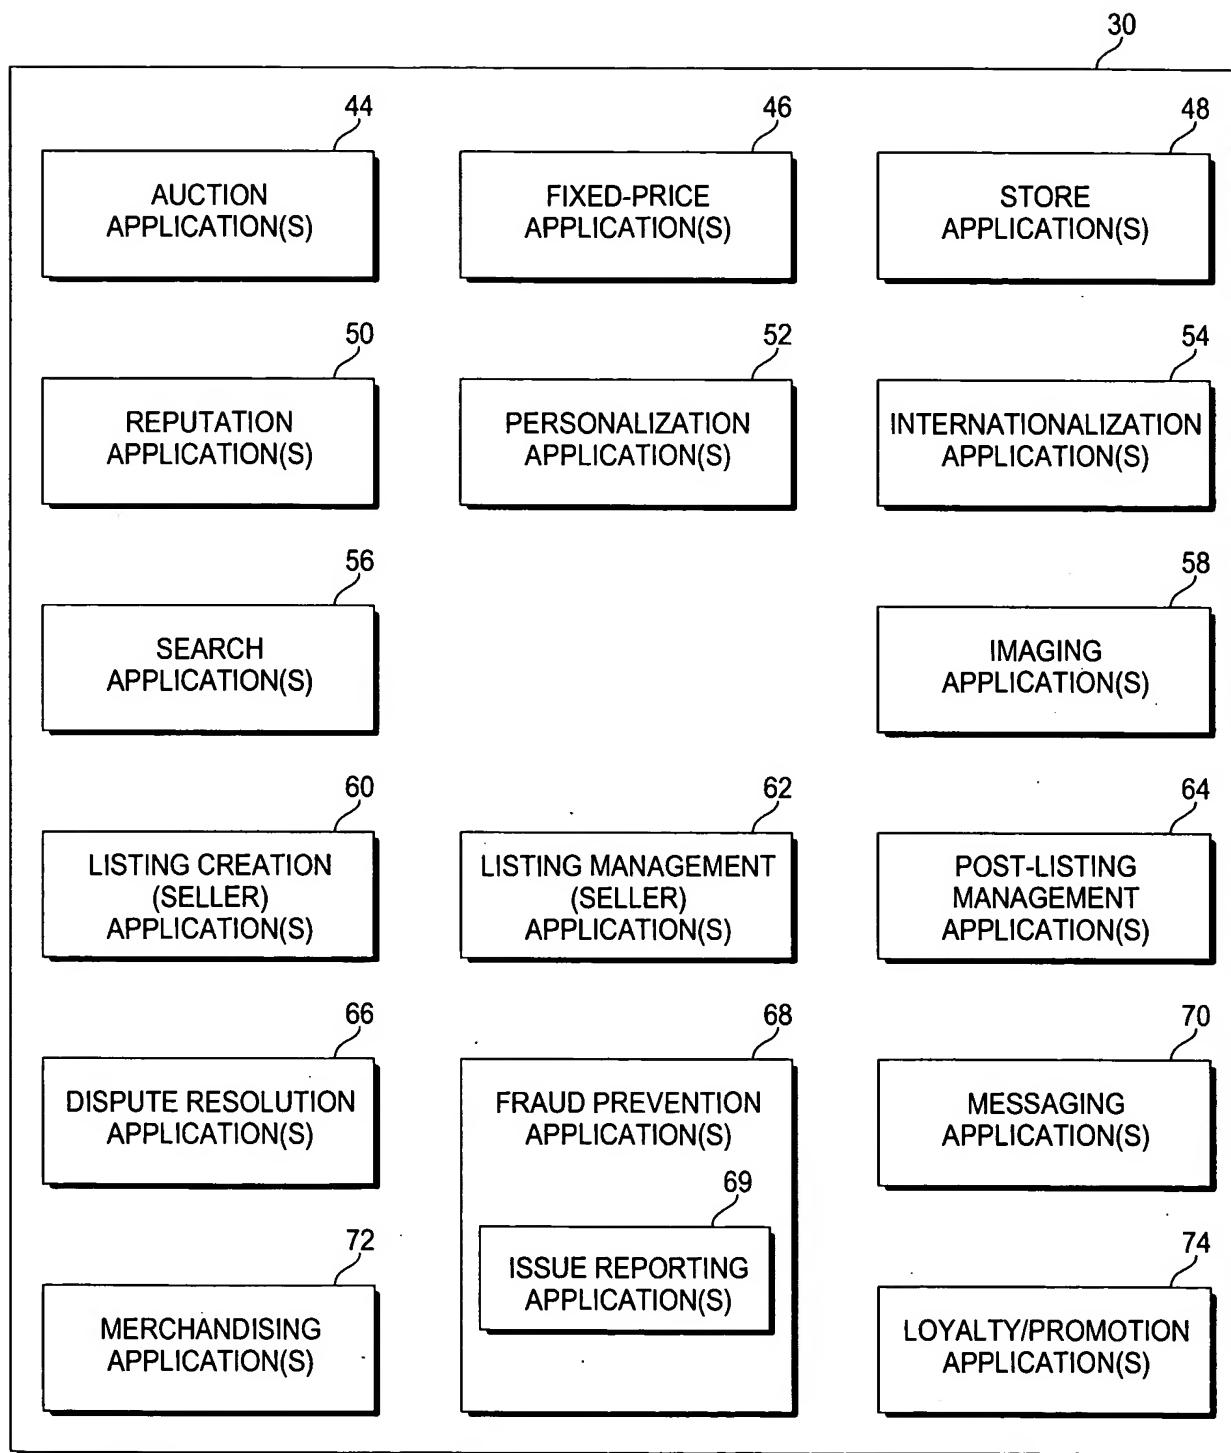 30
44
AUCTION
APPLICATION(S)
46
FIXED-PRICE
APPLICATION(S)
48
STORE
APPLICATION(S)
50
REPUTATION
APPLICATION(S)
52
PERSONALIZATION
APPLICATION(S)
54
INTERNATIONALIZATION
APPLICATION(S)
56
SEARCH
APPLICATION(S)
58
IMAGING
APPLICATION(S)
60
LISTING CREATION
(SELLER)
APPLICATION(S)
62
LISTING MANAGEMENT
(SELLER)
APPLICATION(S)
64
POST-LISTING
MANAGEMENT
APPLICATION(S)
66
DISPUTE RESOLUTION
APPLICATION(S)
68
FRAUD PREVENTION
APPLICATION(S)
69
ISSUE REPORTING
APPLICATION(S)
70
MESSAGING
APPLICATION(S)
72
MERCHANDISING
APPLICATION(S)
74
LOYALTY/PROMOTION
APPLICATION(S)